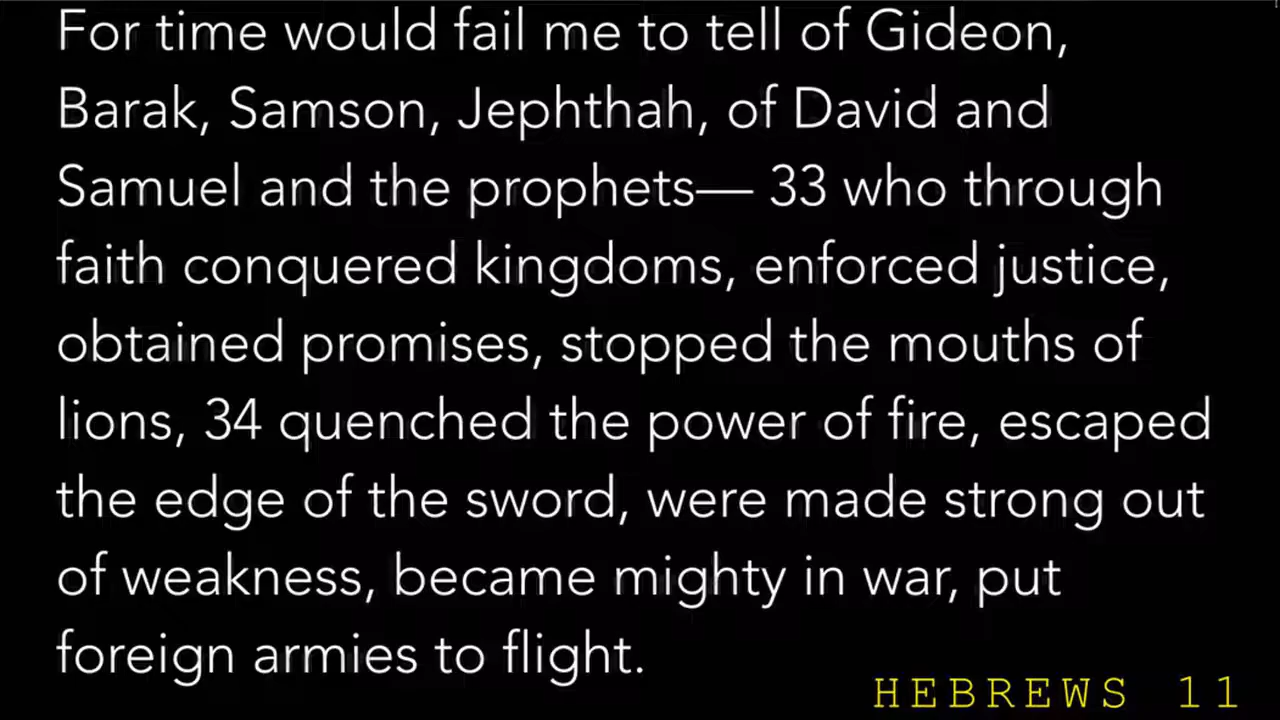 For time would fail me to tell of Gideon,
Barak, Samson, Jephthah, of David and
Samuel and the prophets— 33 who through
faith conquered kingdoms, enforced justice,
obtained promises, stopped the mouths of
lions, 34 quenched the power of fire, escaped
the edge of the sword, were made strong out
of weakness, became mighty in war, put
foreign armies to flight.
HEBREWS 11